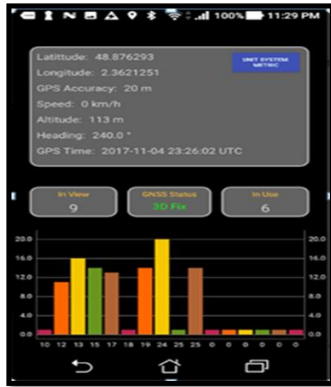 100% 11:29 PM
Latittude: 48.876293
Longitude: 2.3621251
GPS Accuracy: 20 m
Speed: 0 km/h
Altitude: 113 m
Heading: 240.0 °
GPS Time: 2017-11-04 23:26:02 UTC
UNIT SYSTEM
METRIC
In View
9
GNSS Status
3D Fix
In Use
6
20.0 20.0
16.0 16.0
12.0 12.0
8.0 8.0
4.0 4.0
0.0 0.0
10 12 13 15 17 18 19 24 25 25 0 0 0 0 0 0